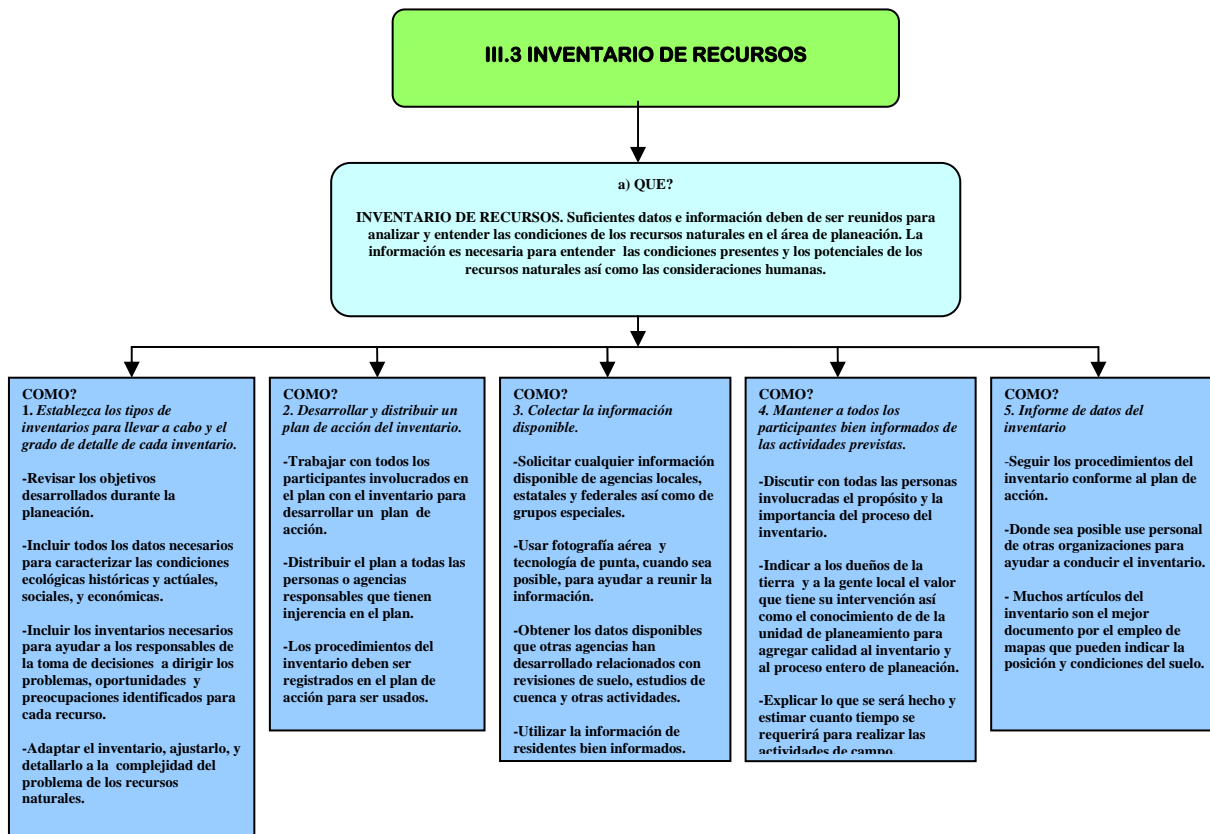 III.3 INVENTARIO DE RECURSOS
a) QUE?
INVENTARIO DE RECURSOS. Suficientes datos e información deben de ser reunidos para
analizar y entender las condiciones de los recursos naturales en el área de planeación. La
información es necesaria para entender las condiciones presentes y los potenciales de los
recursos naturales así como las consideraciones humanas.
COMO?
1. Establezca los tipos de
inventarios para llevar a cabo y el
grado de detalle de cada inventario.
-Revisar los objetivos
desarrollados durante la
planeación.
-Incluir todos los datos necesarios
para caracterizar las condiciones
ecológicas históricas y actúales,
sociales, y económicas.
-Incluir los inventarios necesarios
para ayudar a los responsables de
la toma de decisiones a dirigir los
problemas, oportunidades y
preocupaciones identificados para
cada recurso.
-Adaptar el inventario, ajustarlo, y
detallarlo a la complejidad del
problema de los recursos
naturales.
COMO?
2. Desarrollar y distribuir un
plan de acción del inventario.
-Trabajar con todos los
participantes involucrados en
el plan con el inventario para
desarrollar un plan de
acción.
-Distribuir el plan a todas las
personas o agencias
responsables que tienen
injerencia en el plan.
-Los procedimientos del
inventario deben ser
registrados en el plan de
acción para ser usados.
COMO?
3. Colectar la información
disponible.
-Solicitar cualquier información
disponible de agencias locales,
estatales y federales así como de
grupos especiales.
-Usar fotografía aérea y
tecnología de punta, cuando sea
posible, para ayudar a reunir la
información.
-Obtener los datos disponibles
que otras agencias han
desarrollado relacionados con
revisiones de suelo, estudios de
cuenca y otras actividades.
-Utilizar la información de
residentes bien informados.
COMO?
4. Mantener a todos los
participantes bien informados de
las actividades previstas.
-Discutir con todas las personas
involucradas el propósito y la
importancia del proceso del
inventario.
-Indicar a los dueños de la
tierra y a la gente local el valor
que tiene su intervención así
como el conocimiento de de la
unidad de planeamiento para
agregar calidad al inventario y
al proceso entero de planeación.
-Explicar lo que se será hecho y
estimar cuanto tiempo se
requerirá para realizar las
actividades de campo.
COMO?
5. Informe de datos del
inventario
-Seguir los procedimientos del
inventario conforme al plan de
acción.
-Donde sea posible use personal
de otras organizaciones para
ayudar a conducir el inventario.
- Muchos artículos del
inventario son el mejor
documento por el empleo de
mapas que pueden indicar la
posición y condiciones del suelo.